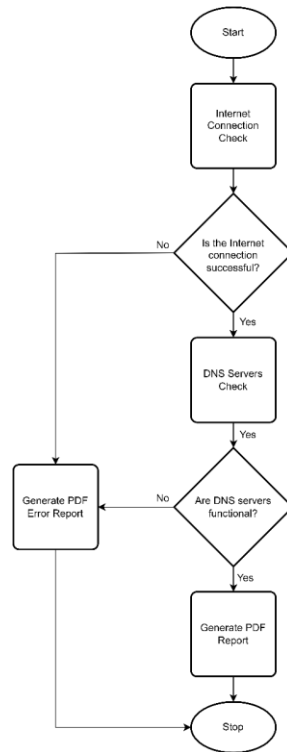 Start
Internet
Connection
Check
Is the Internet
connection
successful?
No
Yes
DNS Servers
Check
Yes
Are DNS servers
functional?
No
Generate PDF
Error Report
Yes
Generate PDF
Report
Stop